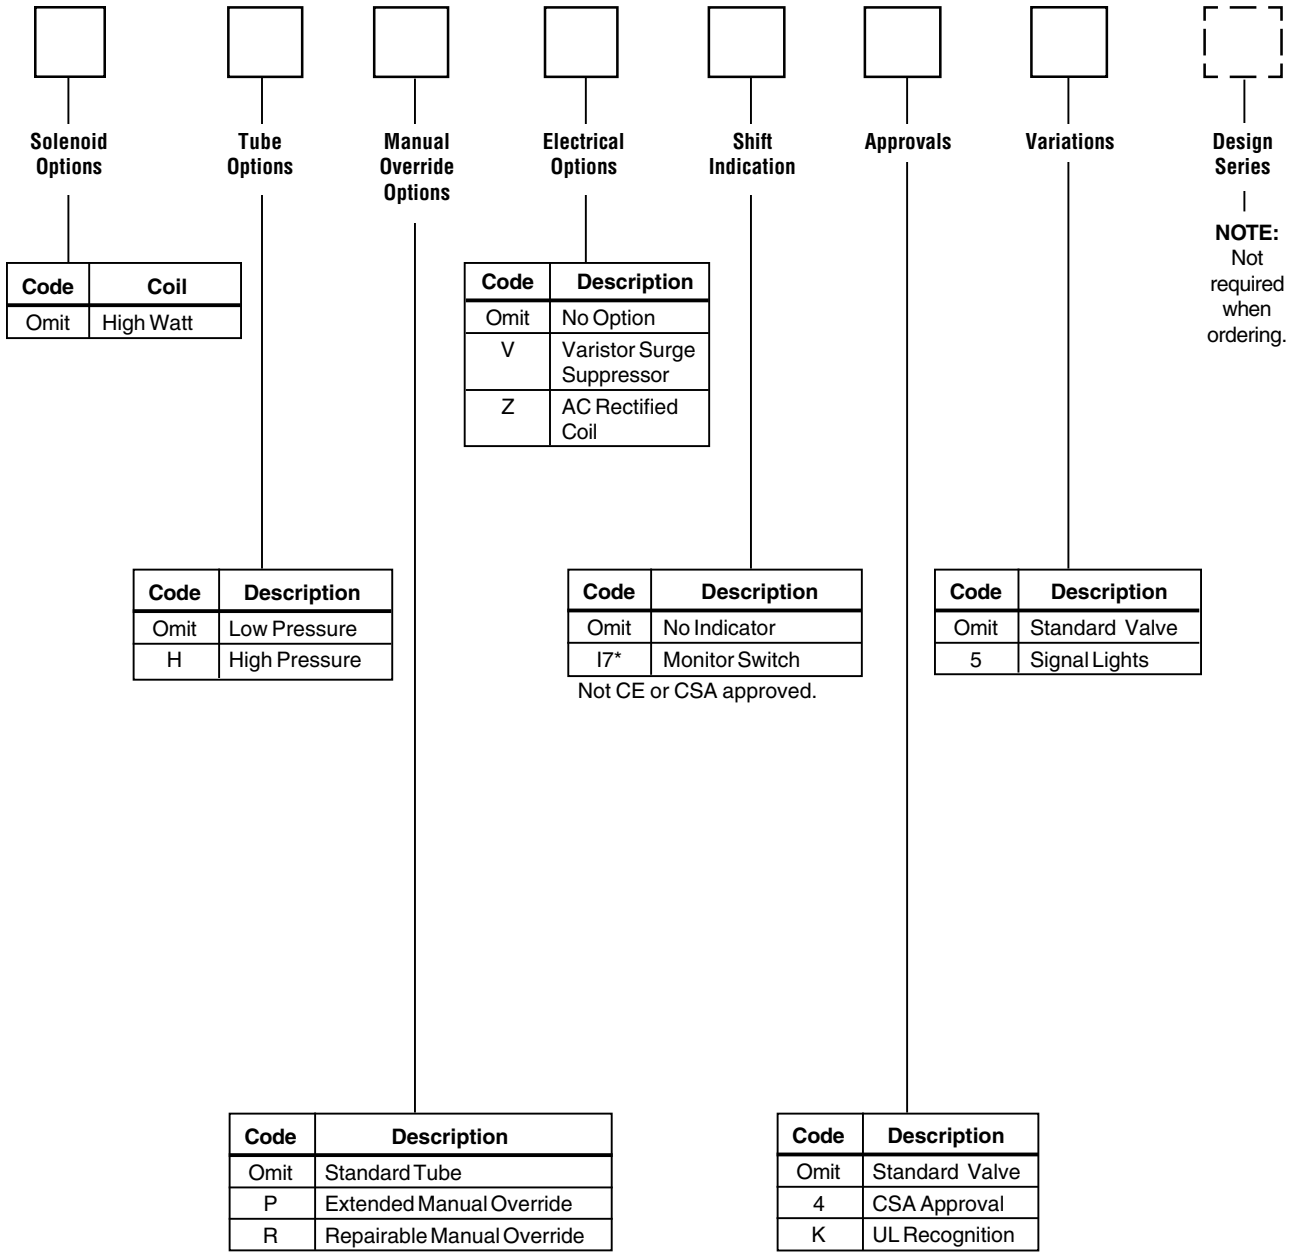 Solenoid
Options
Tube
Options
Manual
Override
Options
Electrical
Options
Shift
Indication
Approvals
Variations
Design
Series
NOTE:
Not
required
when
ordering.
Code Coil
Omit High Watt
Code Description
Omit No Option
V Varistor Surge
Suppressor
Z AC Rectified
Coil
Code Description
Omit Low Pressure
H High Pressure
Code Description
Omit No Indicator
I7* Monitor Switch
Not CE or CSA approved.
Code Description
Omit Standard Valve
5 Signal Lights
Code Description
Omit Standard Tube
P Extended Manual Override
R Repairable Manual Override
Code Description
Omit Standard Valve
4 CSA Approval
K UL Recognition